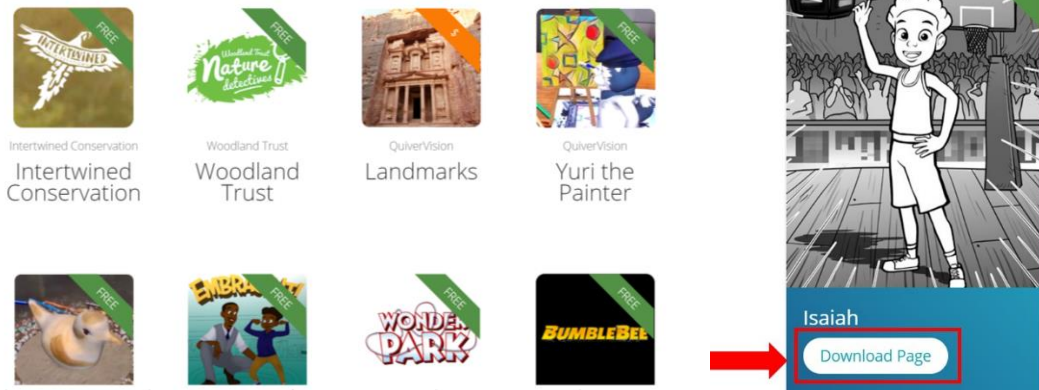 FREE
FREE
$
FREE
INTERTWINED
Woodland Trust
Nature
detectives
Intertwined Conservation
Woodland Trust
QuiverVision
QuiverVision
Intertwined
Conservation
Woodland
Trust
Landmarks
Yuri the
Painter
FREE
FREE
FREE
FREE
WONDER
PARK
BUMBLEBEE
Isaiah
Download Page